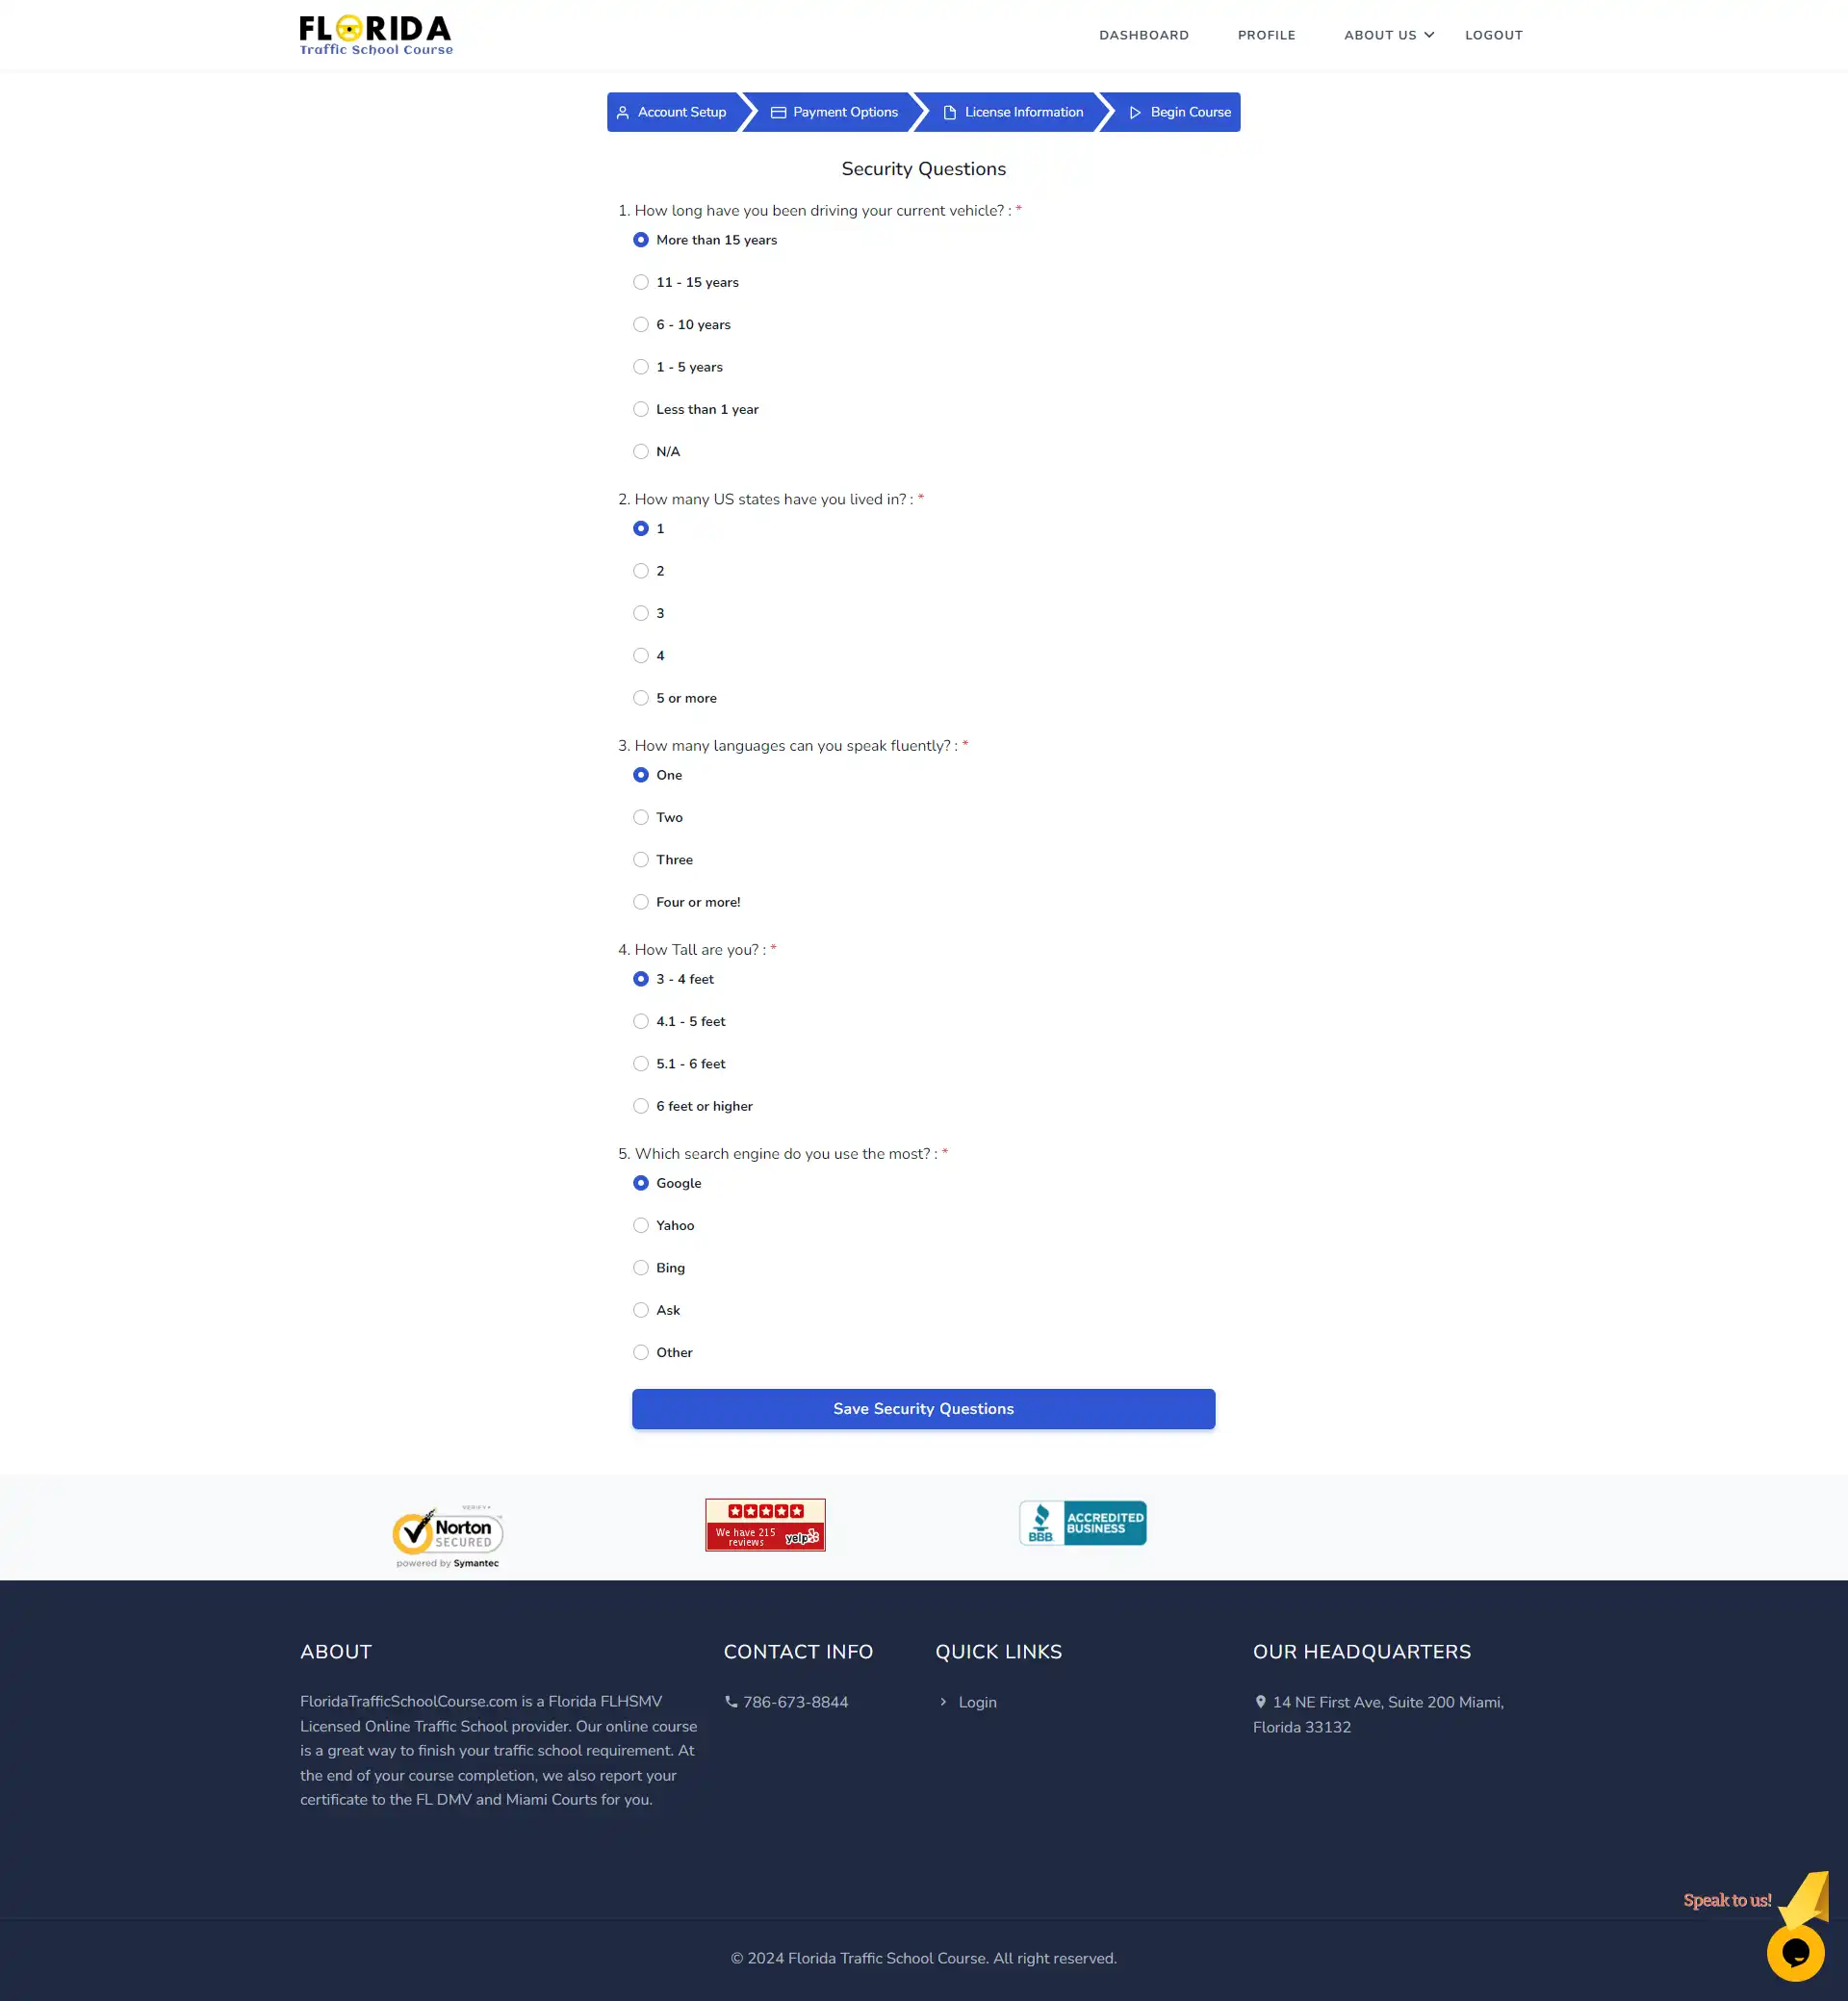 FLORIDA
Traffic School Course
DASHBOARD
PROFILE
ABOUT US
LOGOUT
Account Setup
Payment Options
License Information
Begin Course
Security Questions
1. How long have you been driving your current vehicle? : *
More than 15 years
11 - 15 years
6 - 10 years
1 - 5 years
Less than 1 year
N/A
2. How many US states have you lived in? : *
1
2
3
4
5 or more
3. How many languages can you speak fluently? : *
One
Two
Three
Four or more!
4. How Tall are you? : *
3 - 4 feet
4.1 - 5 feet
5.1 - 6 feet
6 feet or higher
5. Which search engine do you use the most? : *
Google
Yahoo
Bing
Ask
Other
Save Security Questions
VERIFY
Norton
SECURED
powered by Symantec
We have 215
reviews
yelp
BBB
ACCREDITED
BUSINESS
ABOUT
FloridaTrafficSchoolCourse.com is a Florida FLHSMV
Licensed Online Traffic School provider. Our online course
is a great way to finish your traffic school requirement. At
the end of your course completion, we also report your
certificate to the FL DMV and Miami Courts for you.
CONTACT INFO
786-673-8844
QUICK LINKS
Login
OUR HEADQUARTERS
14 NE First Ave, Suite 200 Miami,
Florida 33132
Speak to us!
© 2024 Florida Traffic School Course. All right reserved.